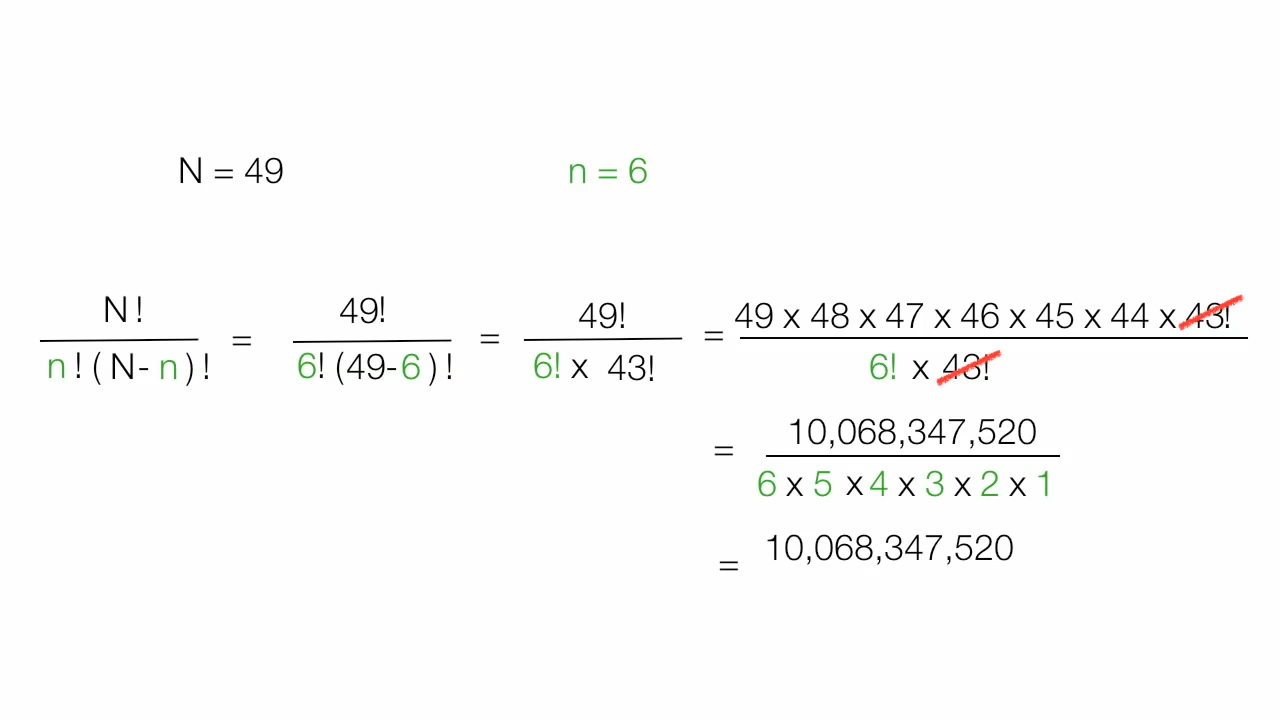 N = 49 n = 6
N ! 49! 49! 49 x 48 x 47 x 46 x 45 x 44 x 43!
= = =
n ! ( N- n ) ! 6! (49-6 ) ! 6! x 43! 6! x 43!
10,068,347,520
=
6 x 5 x 4 x 3 x 2 x 1
10,068,347,520
=